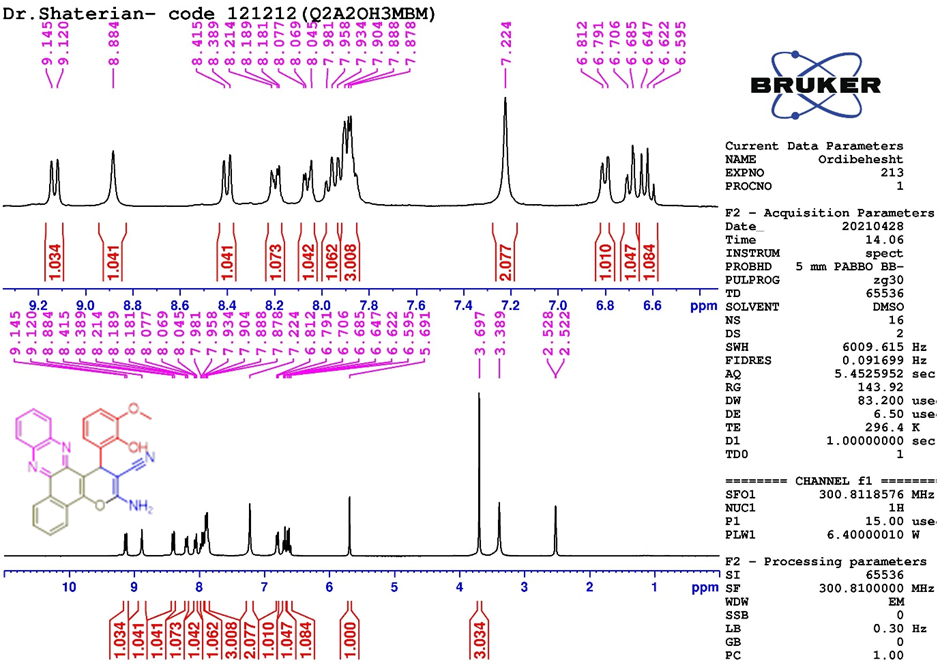 Dr.Shaterian- code 121212(Q2A2OH3MBM)
9.145
9.120
8.884
8.415
8.389
8.214
8.189
8.181
8.077
8.069
8.045
7.981
7.958
7.934
7.904
7.888
7.878
7.224
6.812
6.791
6.706
6.685
6.647
6.622
6.595
1.034
1.041
1.041
1.073
1.042
1.062
3.008
2.077
1.010
1.047
1.084
9.2 9.0 8.8 8.6 8.4 8.2 8.0 7.8 7.6 7.4 7.2 7.0 6.8 6.6 ppm
9.145
9.120
8.884
8.415
8.389
8.214
8.189
8.181
8.077
8.069
8.045
7.981
7.958
7.934
7.904
7.888
7.878
7.224
6.812
6.791
6.706
6.685
6.647
6.622
6.595
5.691
3.697
3.389
2.528
2.522
O
OH
N
N
CN
O
NH2
10 9 8 7 6 5 4 3 2 1 ppm
1.034
1.041
1.041
1.073
1.042
1.062
3.008
2.077
1.010
1.047
1.084
1.000
3.034
BRUKER
Current Data Parameters
NAME Ordibehesht
EXPNO 213
PROCNO 1
F2 - Acquisition Parameters
Date_ 20210428
Time 14.06
INSTRUM spect
PROBHD 5 mm PABBO BB-
PULPROG zg30
TD 65536
SOLVENT DMSO
NS 16
DS 2
SWH 6009.615 Hz
FIDRES 0.091699 Hz
AQ 5.4525952 sec
RG 143.92
DW 83.200 use
DE 6.50 use
TE 296.4 K
D1 1.00000000 sec
TD0 1
======== CHANNEL f1 ========
SFO1 300.8118576 MHz
NUC1 1H
P1 15.00 use
PLW1 6.40000010 W
F2 - Processing parameters
SI 65536
SF 300.8100000 MHz
WDW EM
SSB 0
LB 0.30 Hz
GB 0
PC 1.00